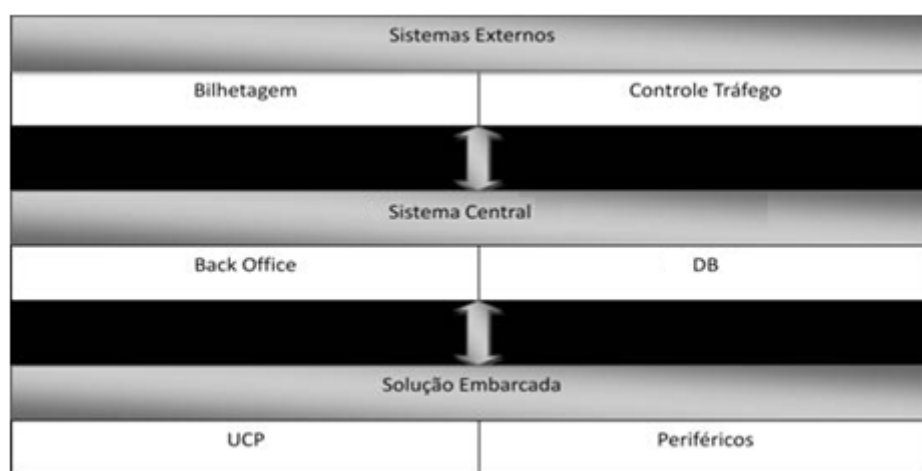 Sistemas Externos
Bilhetagem Controle Tráfego
Sistema Central
Back Office DB
Solução Embarcada
UCP Periféricos